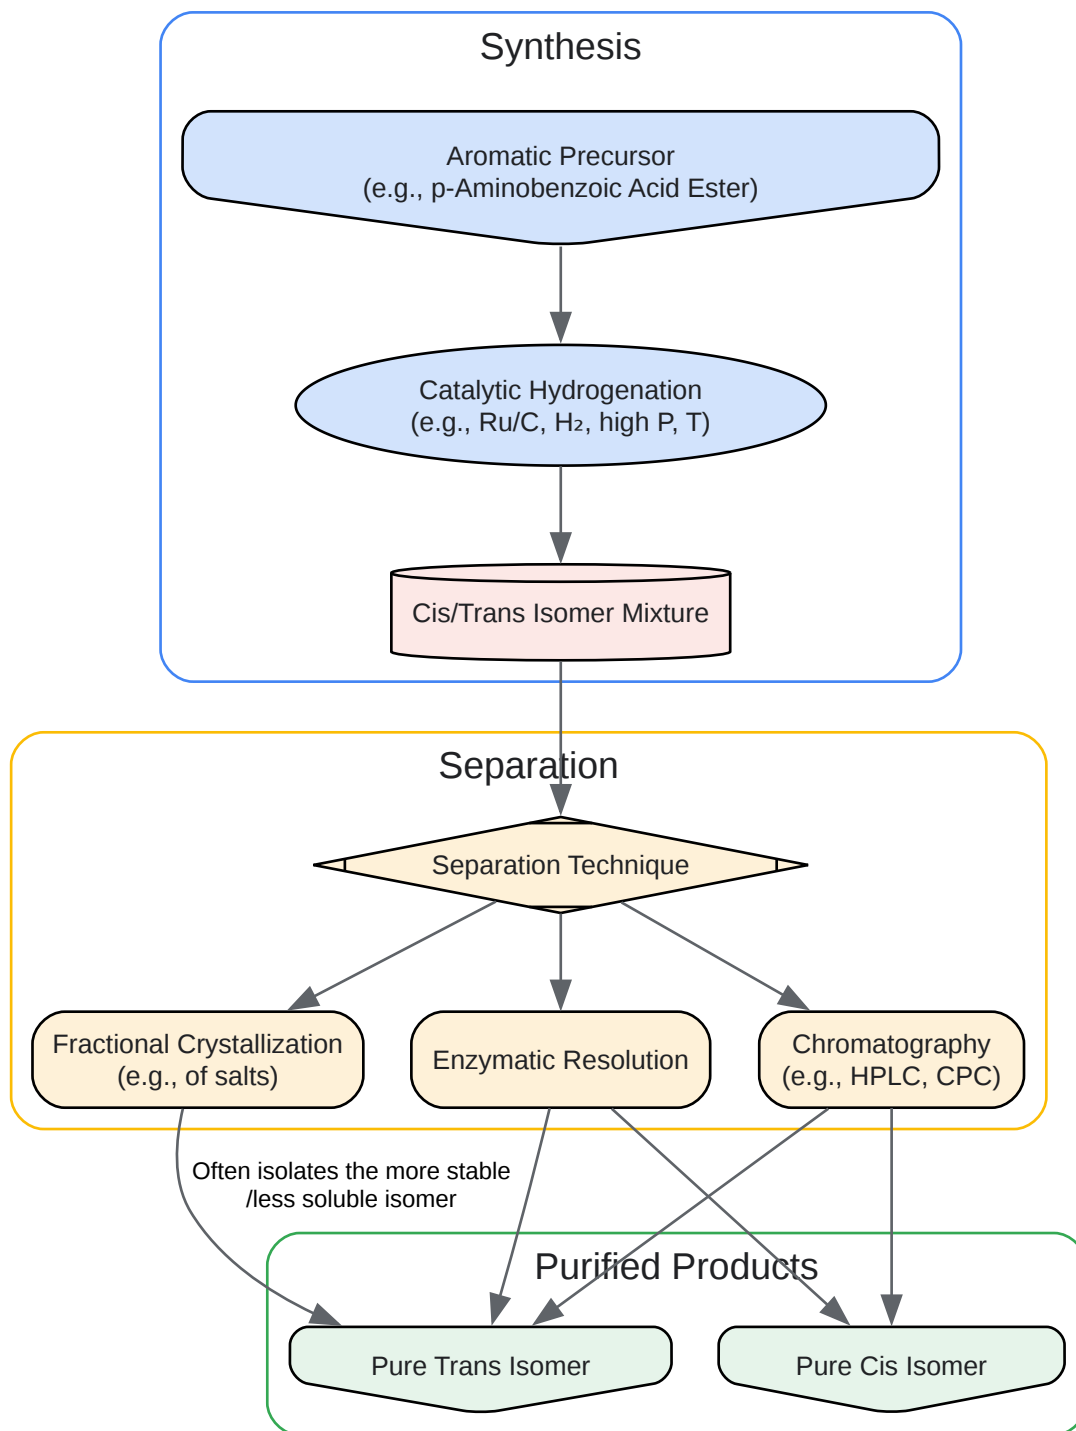 Synthesis
Aromatic Precursor
(e.g., p-Aminobenzoic Acid Ester)
Catalytic Hydrogenation
(e.g., Ru/C, H₂, high P, T)
Cis/Trans Isomer Mixture
Separation
Separation Technique
Fractional Crystallization
(e.g., of salts)
Enzymatic Resolution
Chromatography
(e.g., HPLC, CPC)
Often isolates the more stable
/less soluble isomer
Purified Products
Pure Trans Isomer
Pure Cis Isomer